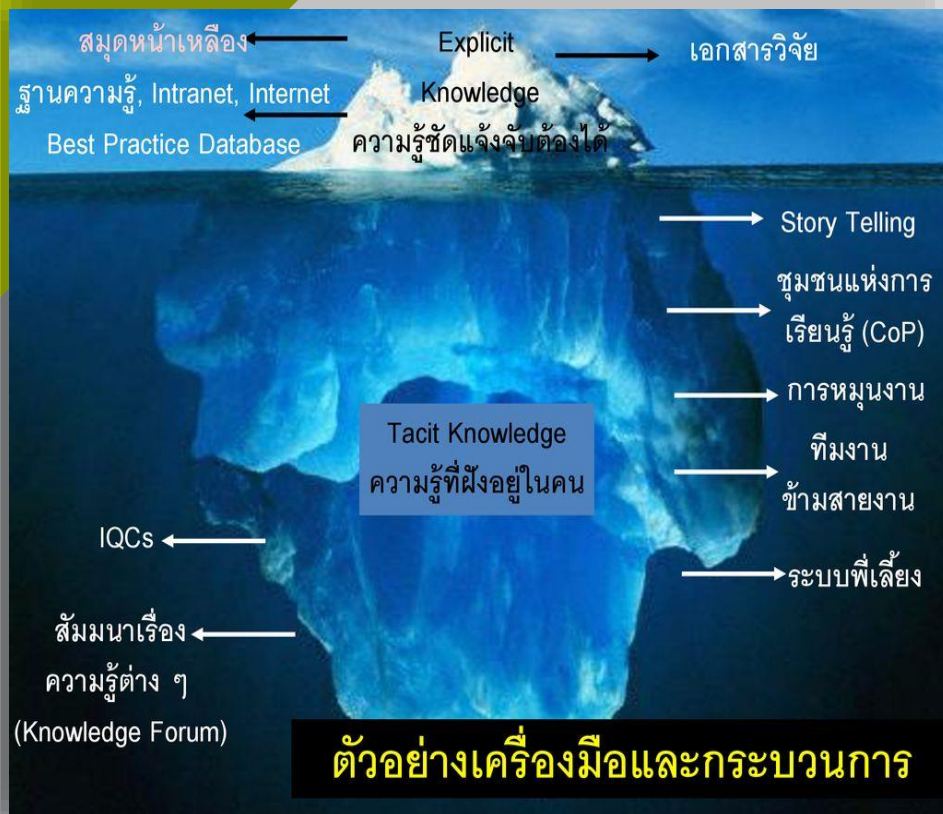 สมุดหน้าเหลือง
ฐานความรู้, Intranet, Internet
Best Practice Database
Explicit
Knowledge
ความรู้ชัดแจ้งจับต้องได้
เอกสารวิจัย
Story Telling
ชุมชนแห่งการ
เรียนรู้ (CoP)
การหมุนงาน
ทีมงาน
ข้ามสายงาน
ระบบพี่เลี้ยง
Tacit Knowledge
ความรู้ที่ฝังอยู่ในคน
IQCs
สัมมนาเรื่อง
ความรู้ต่าง ๆ
(Knowledge Forum)
ตัวอย่างเครื่องมือและกระบวนการ